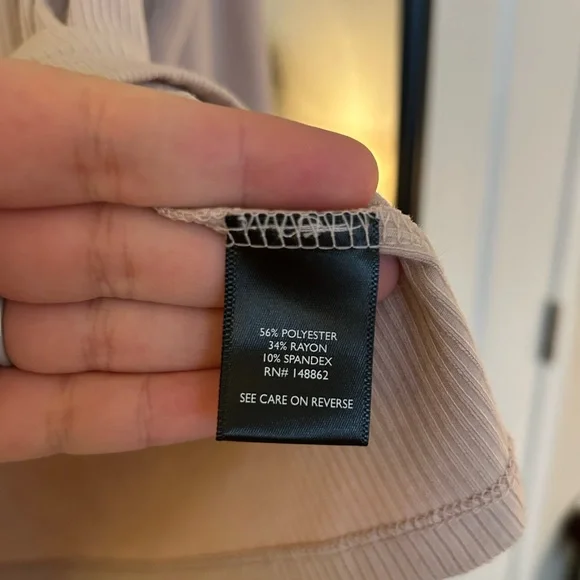 56% POLYESTER
34% RAYON
10% SPANDEX
RN# 148862
SEE CARE ON REVERSE